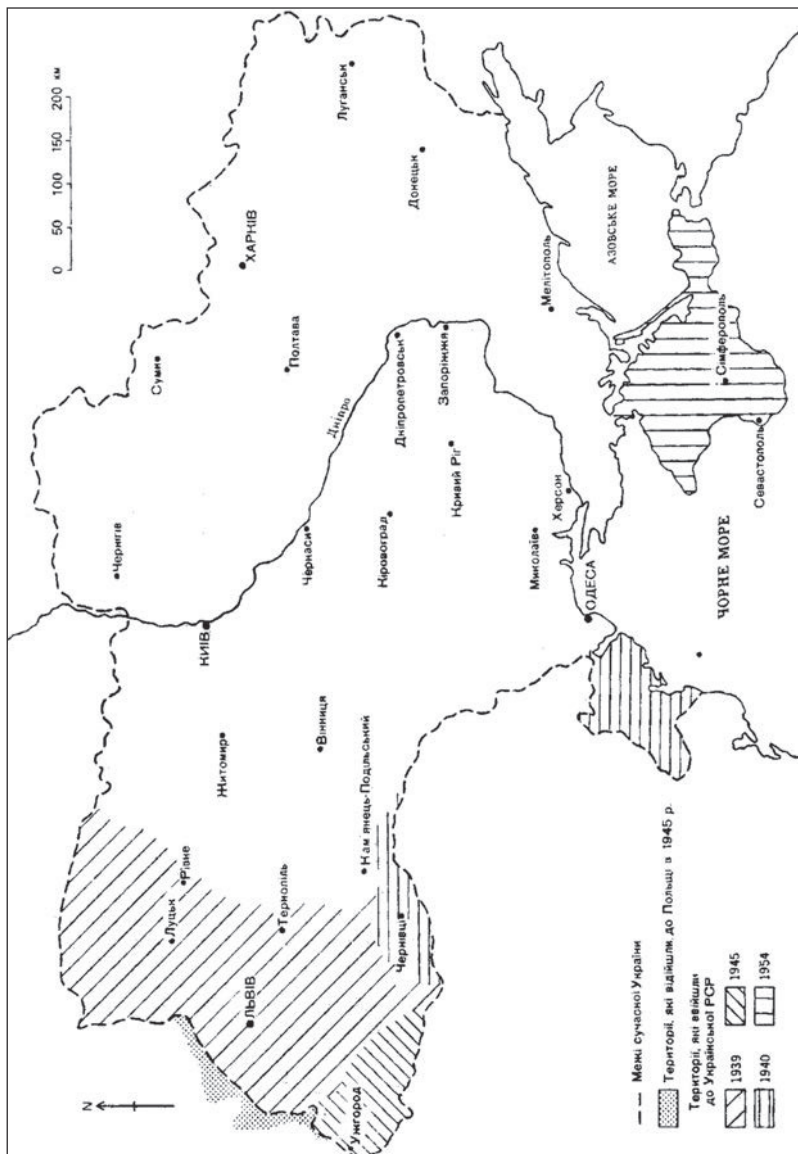 0 50 100 150 200 км
Чернігів
Суми
КИЇВ
ХАРКІВ
Луцьк
Рівне
Житомир
Полтава
Луганськ
ЛЬВІВ
Тернопіль
Вінниця
Черкаси
Дніпро
Донецьк
Ужгород
Кам'янець-Подільський
Чернівці
Кіровоград
Дніпропетровськ
Кривий Ріг
Запоріжжя
Мелітополь
Миколаїв
Херсон
ОДЕСА
АЗОВСЬКЕ МОРЕ
Сімферополь
Севастополь
ЧОРНЕ МОРЕ
N
Межі сучасної України
Території, які відійшли до Польщі в 1945 р.
Території, які ввійшли
до Української РСР
1939
1945
1940
1954